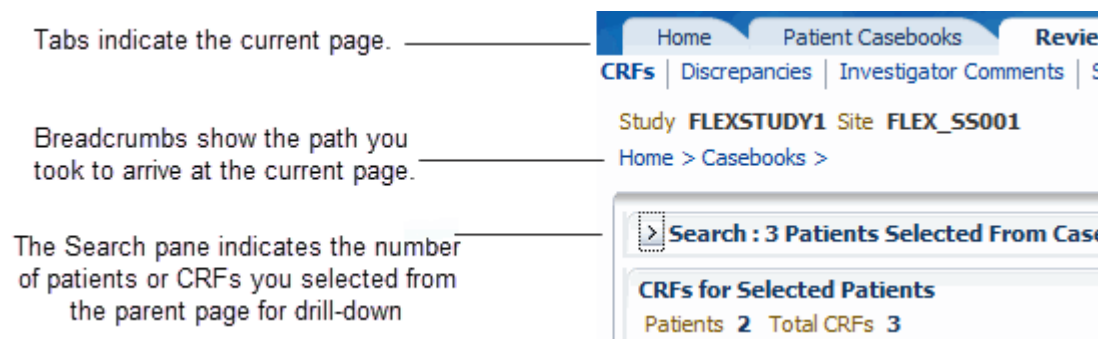 Tabs indicate the current page.
Home Patient Casebooks Revie
CRFs | Discrepancies | Investigator Comments | S
Study FLEXSTUDY1 Site FLEX_SS001
Breadcrumbs show the path you
took to arrive at the current page.
Home > Casebooks >
The Search pane indicates the number
of patients or CRFs you selected from
the parent page for drill-down
> Search : 3 Patients Selected From Case
CRFs for Selected Patients
Patients 2 Total CRFs 3